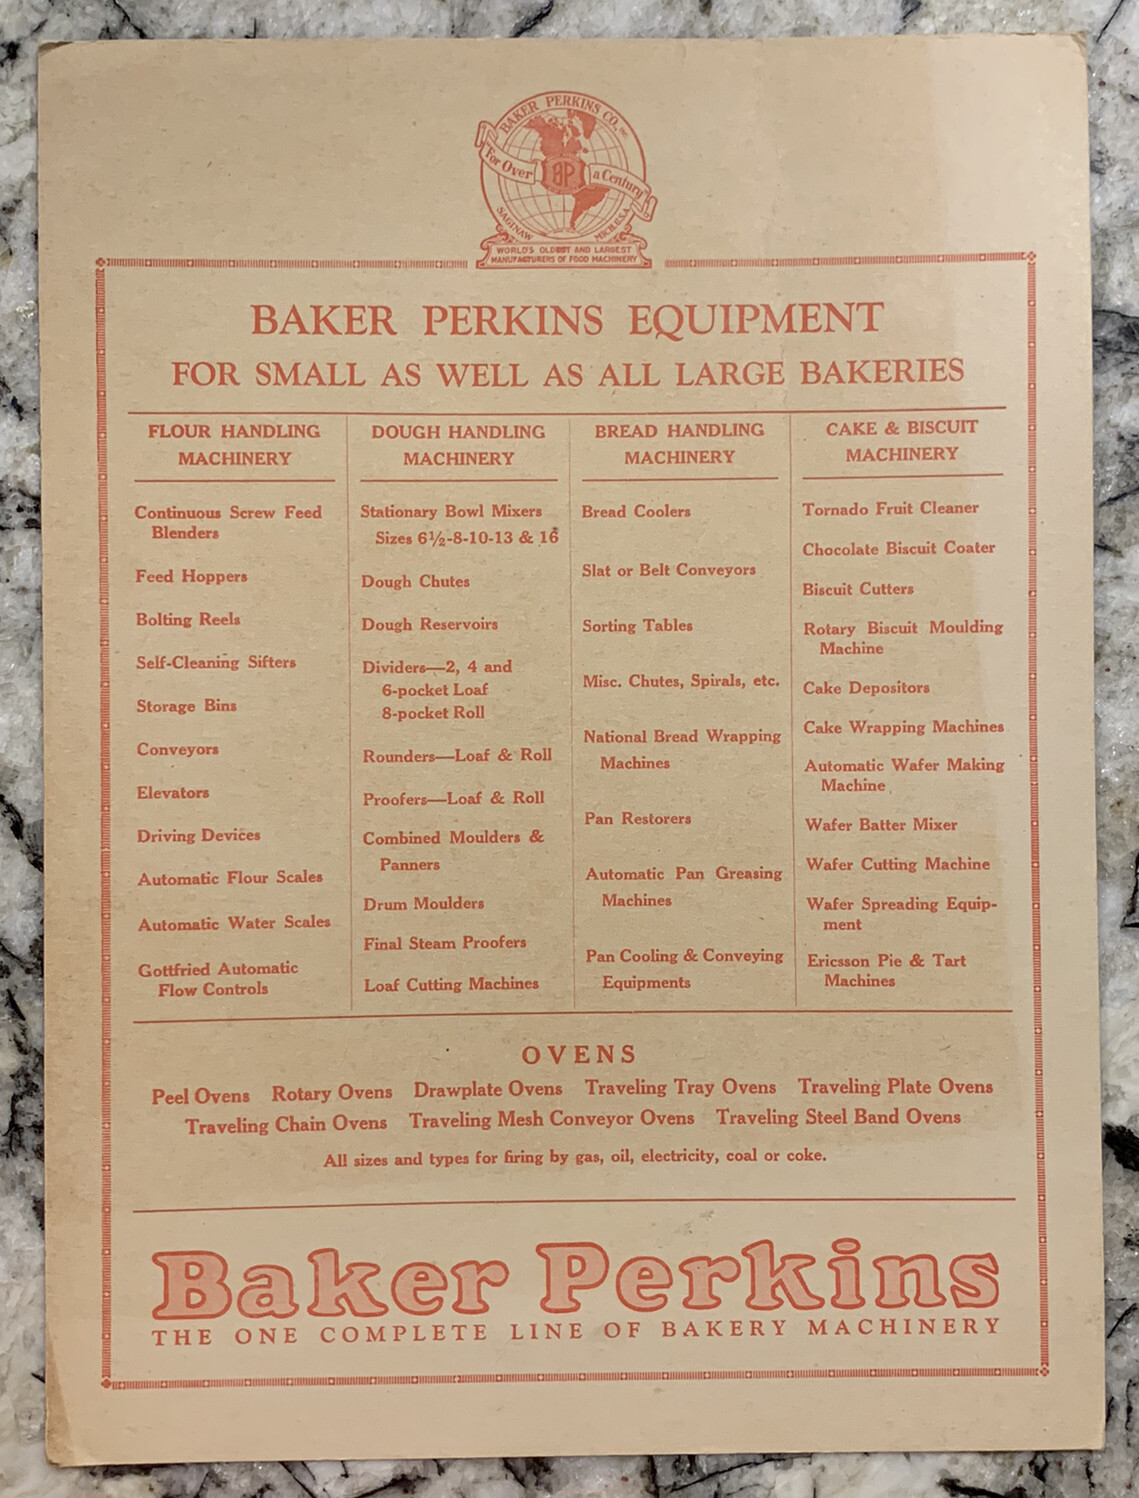 BAKER PERKINS CO. INC.
For Over BP a Century
SAGINAW MICH. U.S.A.
WORLD'S OLDEST AND LARGEST
MANUFACTURERS OF FOOD MACHINERY
BAKER PERKINS EQUIPMENT
FOR SMALL AS WELL AS ALL LARGE BAKERIES
FLOUR HANDLING
MACHINERY
Continuous Screw Feed
Blenders
Feed Hoppers
Bolting Reels
Self-Cleaning Sifters
Storage Bins
Conveyors
Elevators
Driving Devices
Automatic Flour Scales
Automatic Water Scales
Gottfried Automatic
Flow Controls
DOUGH HANDLING
MACHINERY
Stationary Bowl Mixers
Sizes 6½-8-10-13 & 16
Dough Chutes
Dough Reservoirs
Dividers—2, 4 and
6-pocket Loaf
8-pocket Roll
Rounders—Loaf & Roll
Proofers—Loaf & Roll
Combined Moulders &
Panners
Drum Moulders
Final Steam Proofers
Loaf Cutting Machines
BREAD HANDLING
MACHINERY
Bread Coolers
Slat or Belt Conveyors
Sorting Tables
Misc. Chutes, Spirals, etc.
National Bread Wrapping
Machines
Pan Restorers
Automatic Pan Greasing
Machines
Pan Cooling & Conveying
Equipments
CAKE & BISCUIT
MACHINERY
Tornado Fruit Cleaner
Chocolate Biscuit Coater
Biscuit Cutters
Rotary Biscuit Moulding
Machine
Cake Depositors
Cake Wrapping Machines
Automatic Wafer Making
Machine
Wafer Batter Mixer
Wafer Cutting Machine
Wafer Spreading Equip-
ment
Ericsson Pie & Tart
Machines
OVENS
Peel Ovens Rotary Ovens Drawplate Ovens Traveling Tray Ovens Traveling Plate Ovens
Traveling Chain Ovens Traveling Mesh Conveyor Ovens Traveling Steel Band Ovens
All sizes and types for firing by gas, oil, electricity, coal or coke.
Baker Perkins
THE ONE COMPLETE LINE OF BAKERY MACHINERY